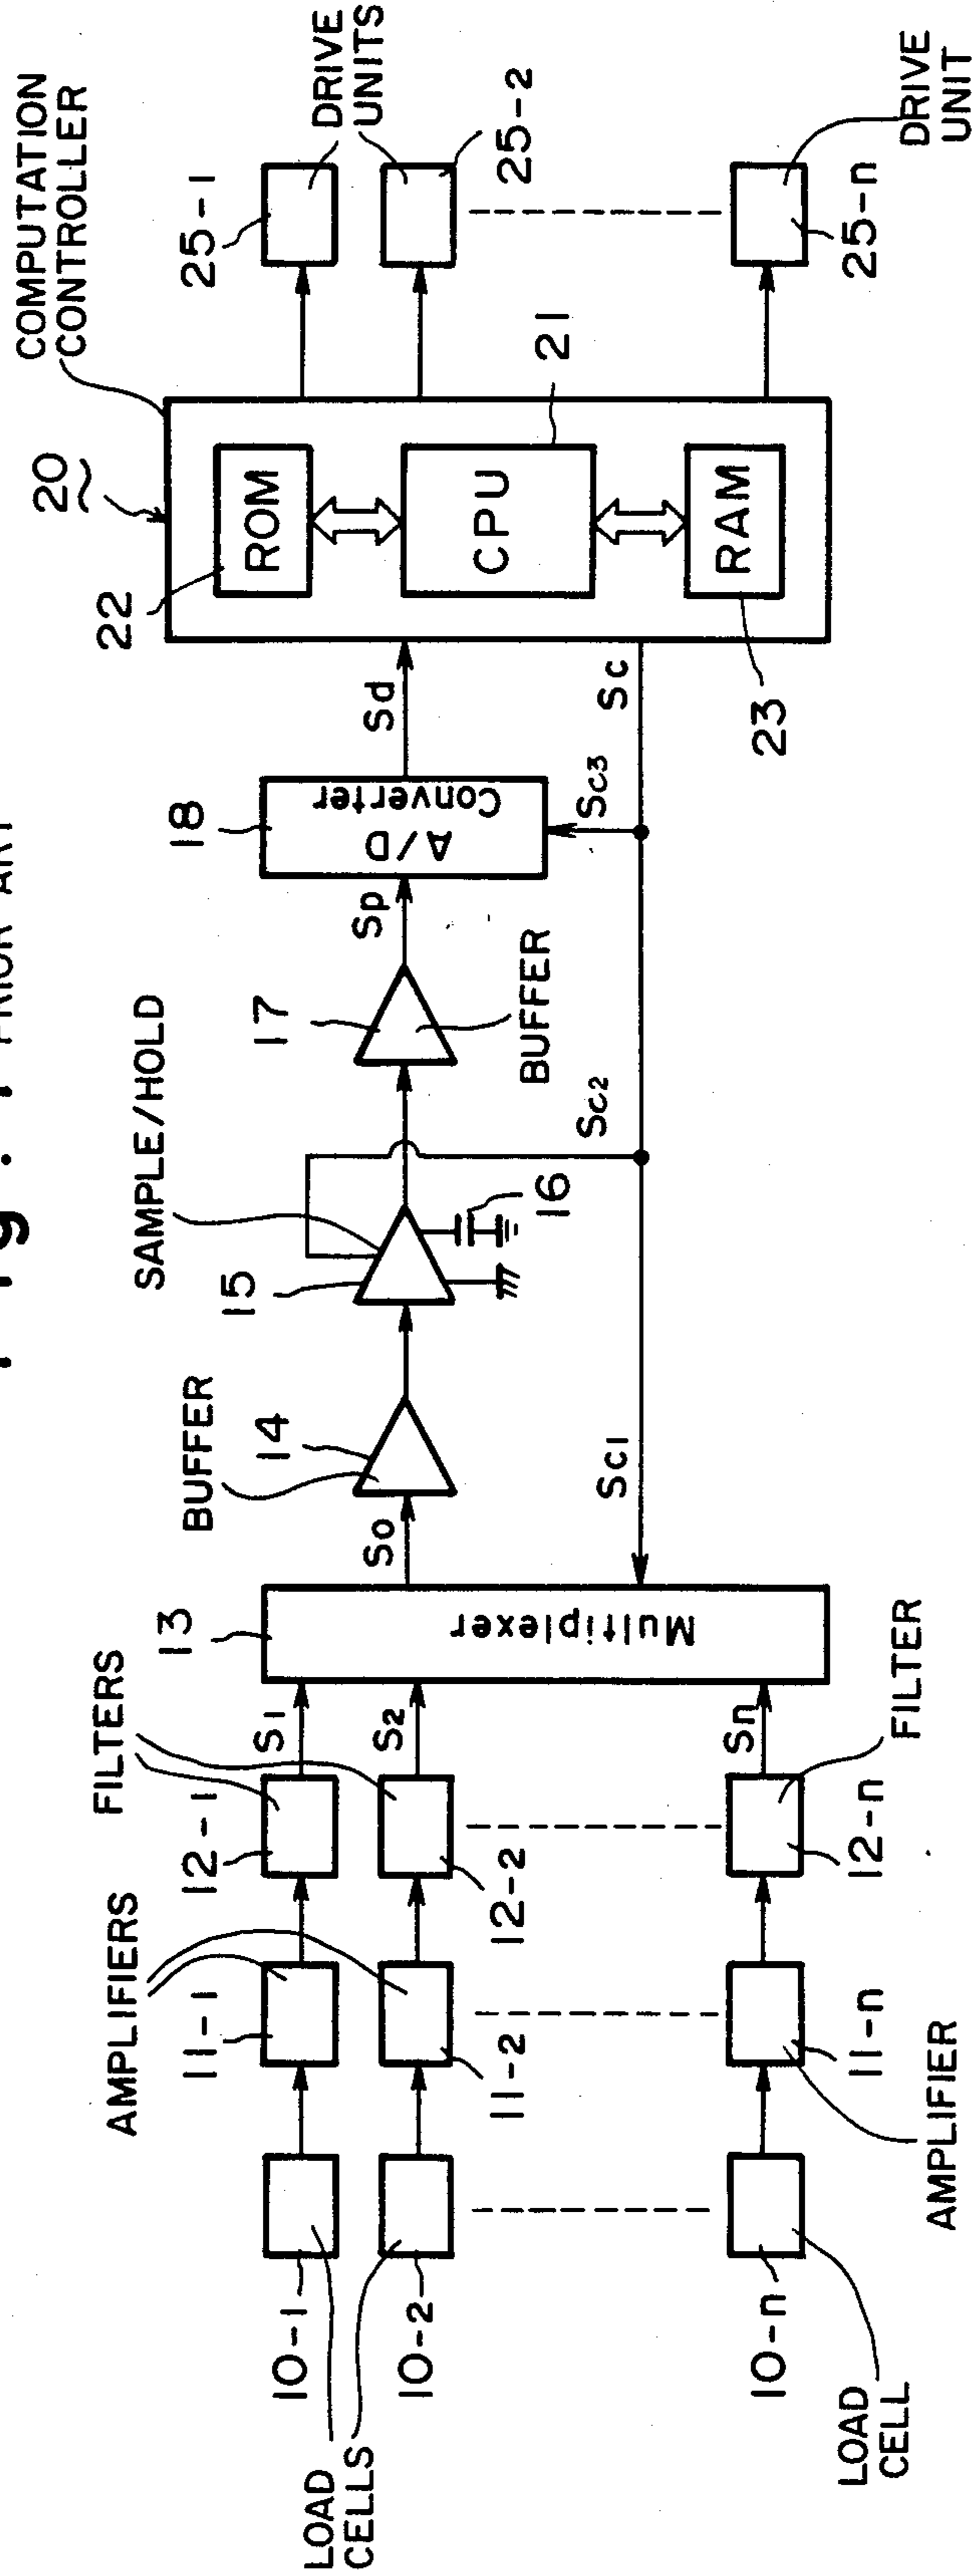 PRIOR ART
COMPUTATION
CONTROLLER
20
22
ROM
CPU
21
RAM
23
25-1
DRIVE
UNITS
25-2
25-n
DRIVE
UNIT
LOAD
CELLS
10-1
10-2
10-n
LOAD
CELL
AMPLIFIERS
11-1
11-2
11-n
AMPLIFIER
FILTERS
12-1
12-2
12-n
FILTER
S1
S2
Sn
13
Multiplexer
So
BUFFER
14
SAMPLE/HOLD
15
16
17
BUFFER
Sp
18
A/D
Converter
Sd
Sc
Sc3
Sc2
Sc1